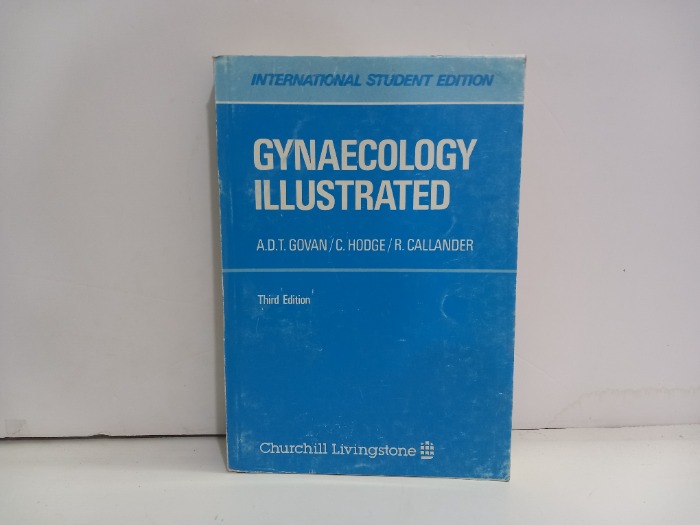 INTERNATIONAL STUDENT EDITION
GYNAECOLOGY
ILLUSTRATED
A.D.T. GOVAN/C. HODGE/R. CALLANDER
Third Edition
Churchill Livingstone